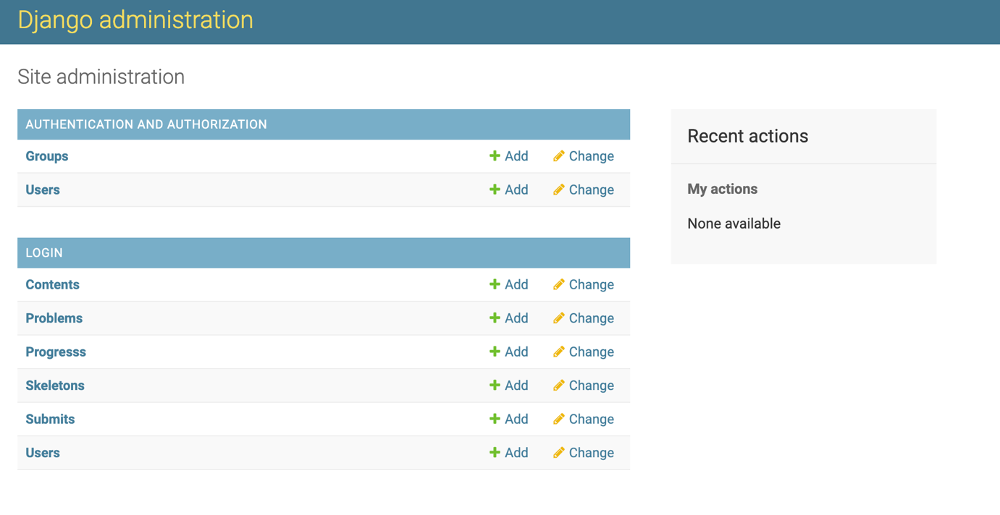 Django administration
Site administration
AUTHENTICATION AND AUTHORIZATION
Groups Add Change
Users Add Change
LOGIN
Contents Add Change
Problems Add Change
Progresss Add Change
Skeletons Add Change
Submits Add Change
Users Add Change
Recent actions
My actions
None available